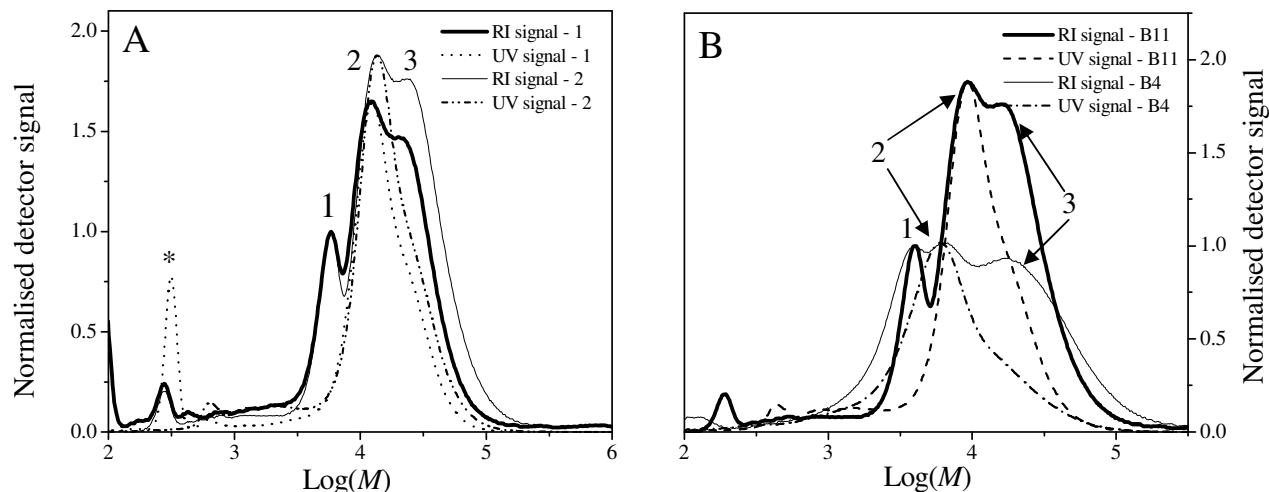 A
RI signal - 1
UV signal - 1
RI signal - 2
UV signal - 2
2.0
1.5
1.0
0.5
0.0
2
3
4
5
6
*
1
2
3
Normalised detector signal
Log(M)
B
RI signal - B11
UV signal - B11
RI signal - B4
UV signal - B4
2.0
1.5
1.0
0.5
0.0
2
3
4
5
1
2
3
Normalised detector signal
Log(M)